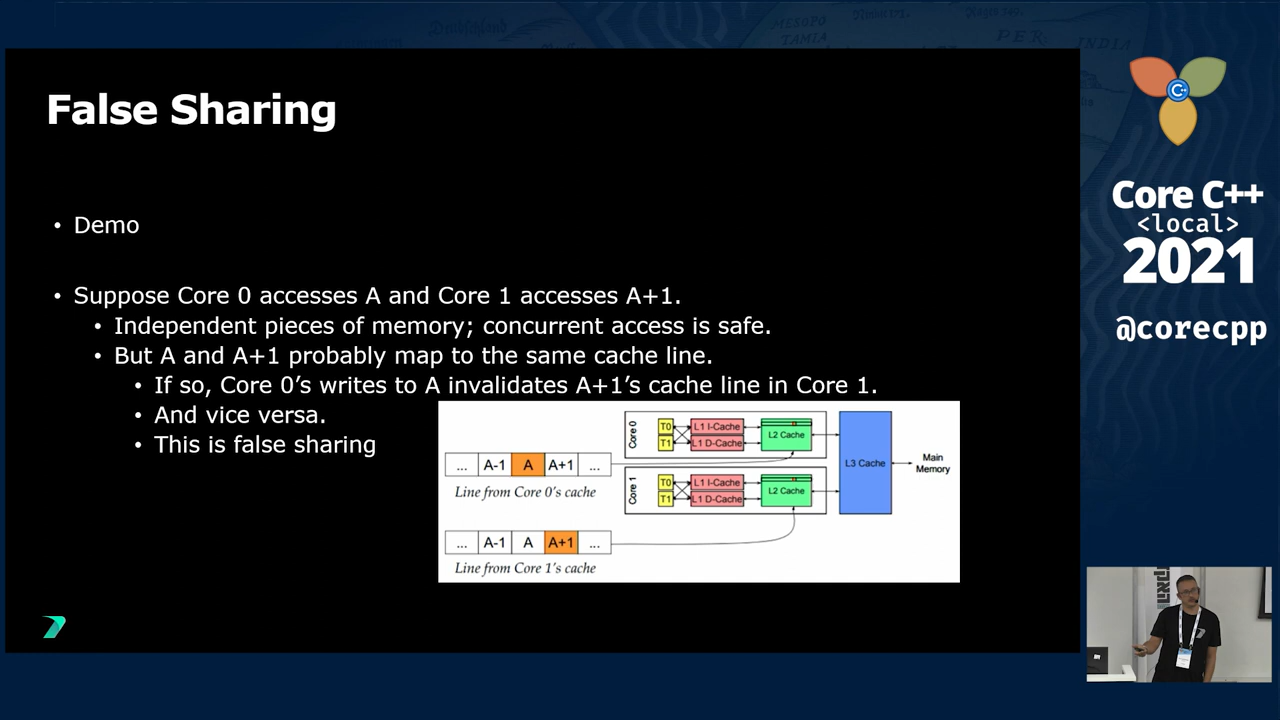 False Sharing
• Demo
• Suppose Core 0 accesses A and Core 1 accesses A+1.
• Independent pieces of memory; concurrent access is safe.
• But A and A+1 probably map to the same cache line.
• If so, Core 0’s writes to A invalidates A+1’s cache line in Core 1.
• And vice versa.
• This is false sharing
... A-1 A A+1 ...
Line from Core 0’s cache
... A-1 A A+1 ...
Line from Core 1’s cache
Core 0
T0
T1
L1 I-Cache
L1 D-Cache
L2 Cache
Core 1
T0
T1
L1 I-Cache
L1 D-Cache
L2 Cache
L3 Cache
Main
Memory
C++
Core C++
<local>
2021
@corecpp
MESOPO
TAMIA
PER
INDIA